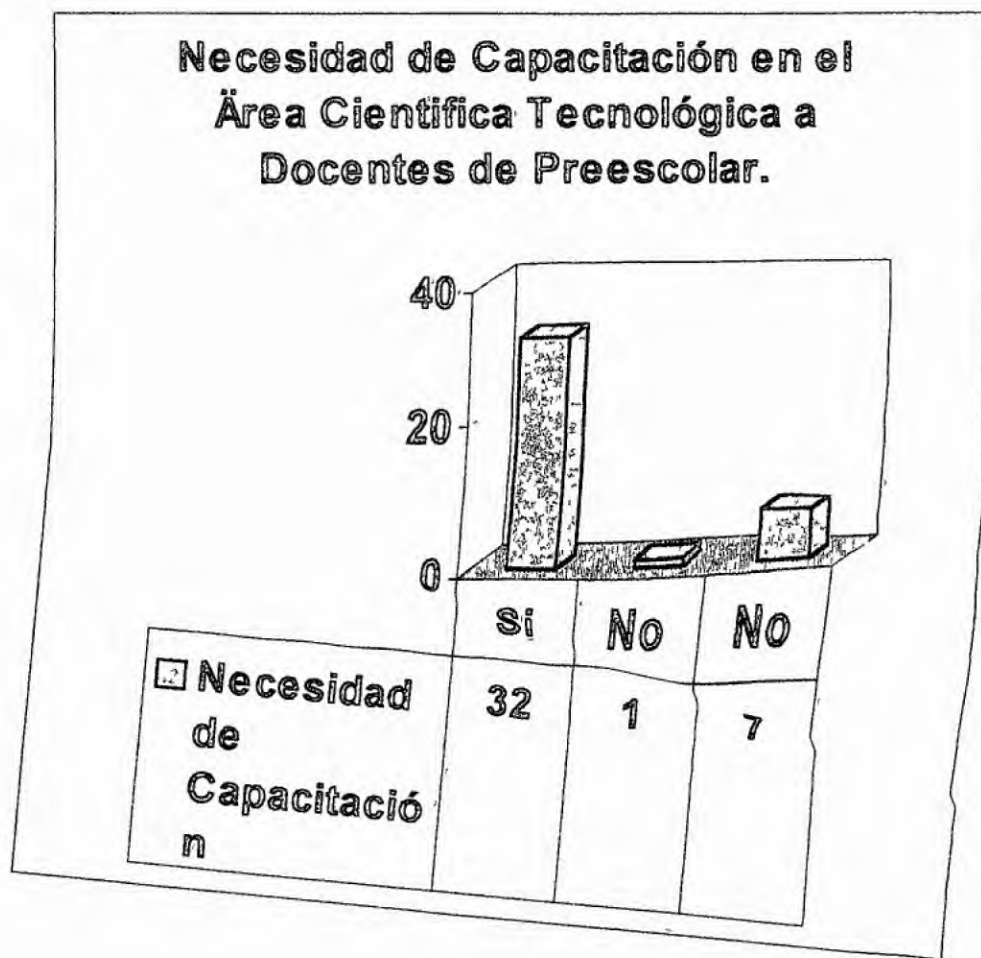 Necesidad de Capacitación en el
Ärea Cientifica Tecnológica a
Docentes de Preescolar.
40
20
0
Si No No
Necesidad
de
Capacitació
n
32 1 7